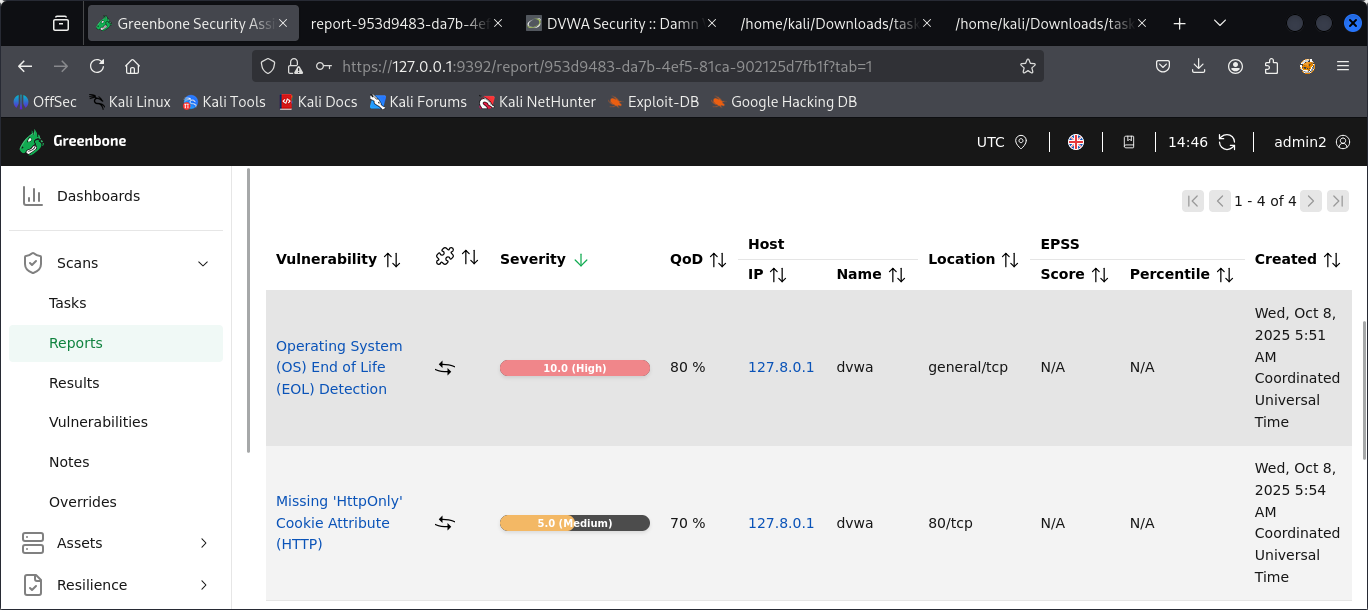 Greenbone Security Assi
report-953d9483-da7b-4ef
DVWA Security :: Damn
/home/kali/Downloads/task
/home/kali/Downloads/task
https://127.0.0.1:9392/report/953d9483-da7b-4ef5-81ca-902125d7fb1f?tab=1
OffSec
Kali Linux
Kali Tools
Kali Docs
Kali Forums
Kali NetHunter
Exploit-DB
Google Hacking DB
Greenbone
UTC
14:46
admin2
Dashboards
Scans
Tasks
Reports
Results
Vulnerabilities
Notes
Overrides
Assets
Resilience
1 - 4 of 4
Vulnerability
Severity
QoD
Host
IP
Name
Location
EPSS
Score
Percentile
Created
Operating System
(OS) End of Life
(EOL) Detection
10.0 (High)
80 %
127.8.0.1
dvwa
general/tcp
N/A
N/A
Wed, Oct 8,
2025 5:51
AM
Coordinated
Universal
Time
Missing 'HttpOnly'
Cookie Attribute
(HTTP)
5.0 (Medium)
70 %
127.8.0.1
dvwa
80/tcp
N/A
N/A
Wed, Oct 8,
2025 5:54
AM
Coordinated
Universal
Time